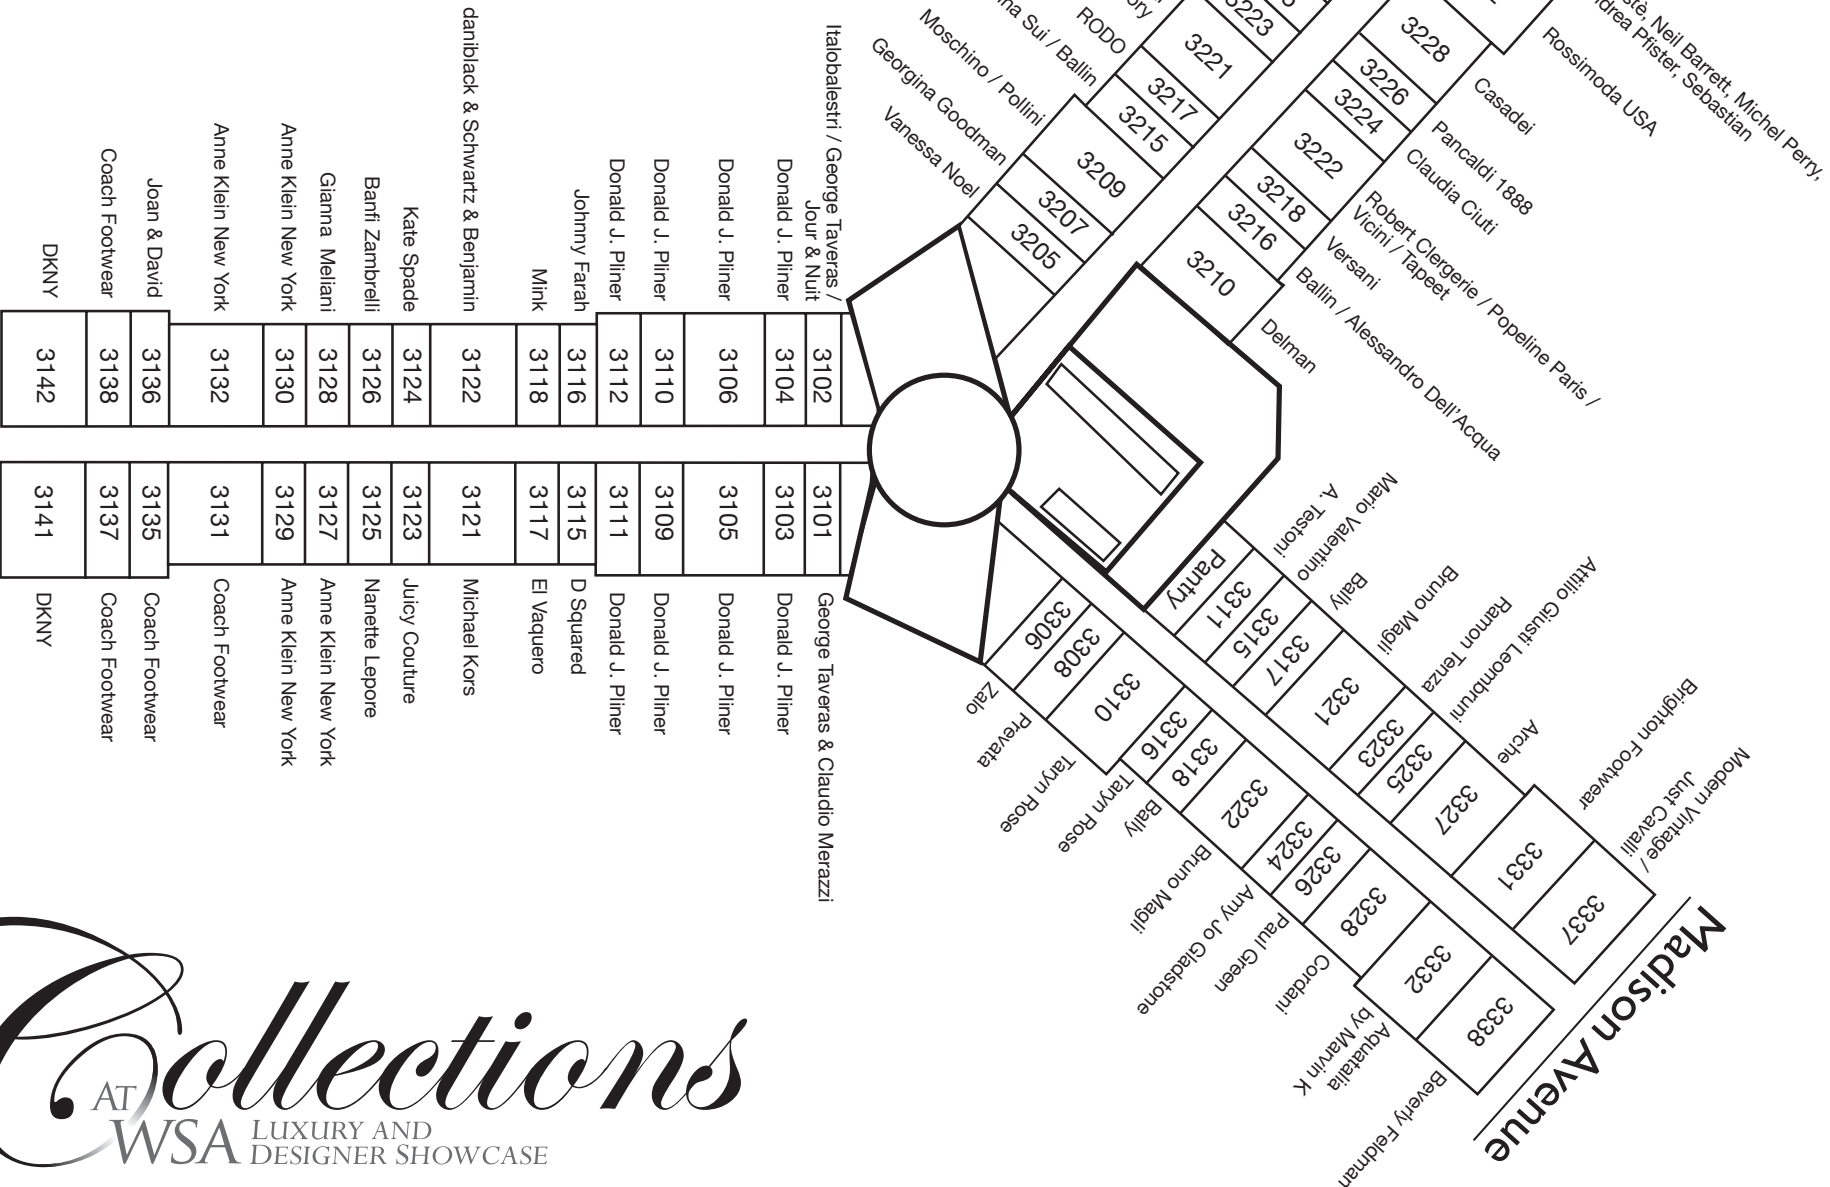 daniblack & Schwartz & Benjamin
Italobalestri / George Taveras /
Jour & Nuit
DKNY
Coach Footwear
Joan & David
Anne Klein New York
Anne Klein New York
Gianna Meliani
Banfi Zambrelli
Kate Spade
Mink
Johnny Farah
Donald J. Pliner
Donald J. Pliner
Donald J. Pliner
Donald J. Pliner
3142
3138
3136
3132
3130
3128
3126
3124
3122
3118
3116
3112
3110
3106
3104
3102
3141
3137
3135
3131
3129
3127
3125
3123
3121
3117
3115
3111
3109
3105
3103
3101
DKNY
Coach Footwear
Coach Footwear
Coach Footwear
Anne Klein New York
Anne Klein New York
Nanette Lepore
Juicy Couture
Michael Kors
El Vaquero
D Squared
Donald J. Pliner
Donald J. Pliner
Donald J. Pliner
Donald J. Pliner
George Taveras & Claudio Merazzi
RODO
Sui / Ballin
Moschino / Pollini
Georgina Goodman
Vanessa Noel
3223
3221
3217
3215
3209
3207
3205
3228
3226
3224
3222
3218
3216
3210
Neil Barrett, Michel Perry,
Pfister, Sebastian
Rossimoda USA
Casadei
Pancaldi 1888
Claudia Ciuti
Robert Clergerie / Popeline Paris /
Vicini / Tapeet
Versani
Ballin / Alessandro Dell'Acqua
Delman
A. Testoni
Mario Valentino
Bally
Bruno Magli
Ramon Tenza
Attilio Giusti Leombruni
Arche
Brighton Footwear
Modern Vintage /
Just Cavalli
Pantry
3311
3315
3317
3321
3323
3325
3327
3331
3337
3306
3308
3310
3316
3318
3322
3324
3326
3328
3332
3338
Zalo
Prevata
Taryn Rose
Taryn Rose
Bally
Bruno Magli
Amy Jo Gladstone
Paul Green
Cordani
Aquatalia
by Marvin K
Beverly Feldman
Madison Avenue
Collections
AT
WSA
LUXURY AND
DESIGNER SHOWCASE